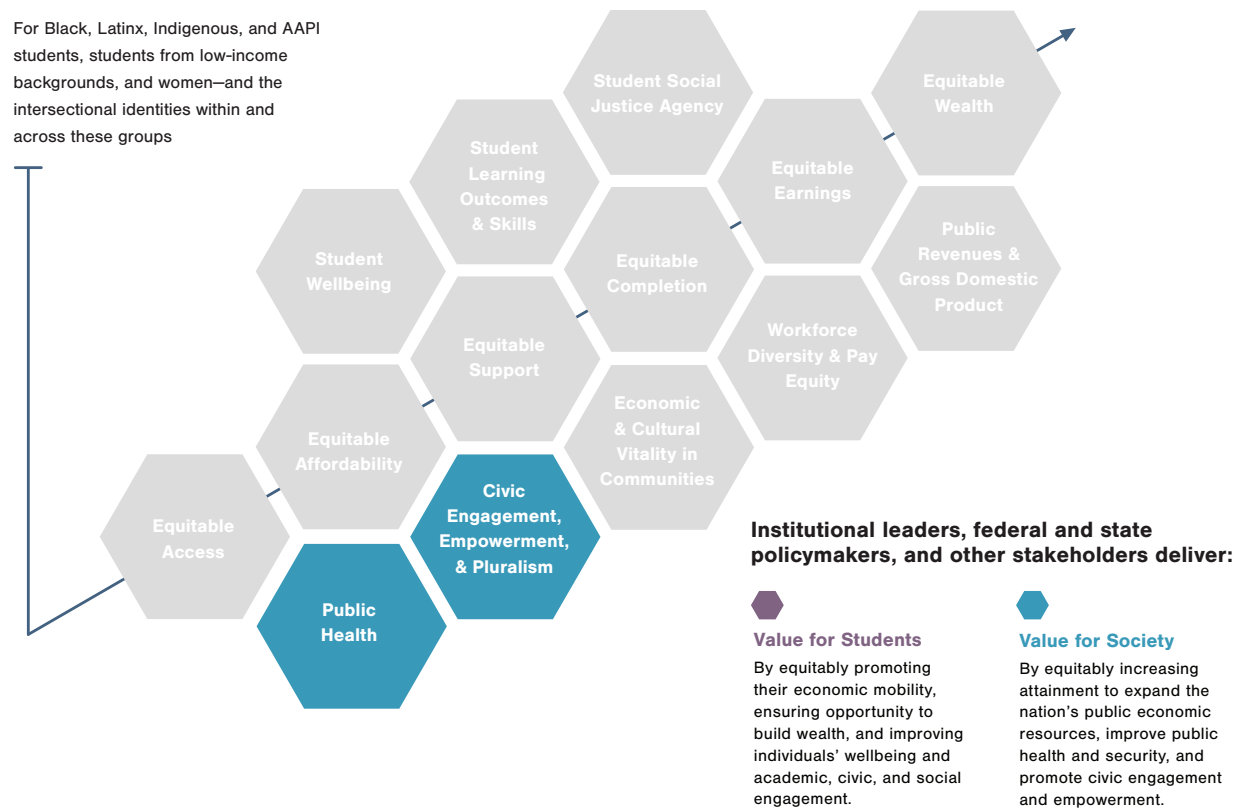 For Black, Latinx, Indigenous, and AAPI
students, students from low-income
backgrounds, and women—and the
intersectional identities within and
across these groups
Student Social
Justice Agency
Equitable
Wealth
Student
Learning
Outcomes
& Skills
Equitable
Earnings
Student
Wellbeing
Equitable
Completion
Public
Revenues &
Gross Domestic
Product
Equitable
Support
Workforce
Diversity & Pay
Equity
Equitable
Affordability
Economic
& Cultural
Vitality in
Communities
Equitable
Access
Civic
Engagement,
Empowerment,
& Pluralism
Public
Health
Institutional leaders, federal and state
policymakers, and other stakeholders deliver:
Value for Students
By equitably promoting
their economic mobility,
ensuring opportunity to
build wealth, and improving
individuals’ wellbeing and
academic, civic, and social
engagement.
Value for Society
By equitably increasing
attainment to expand the
nation’s public economic
resources, improve public
health and security, and
promote civic engagement
and empowerment.